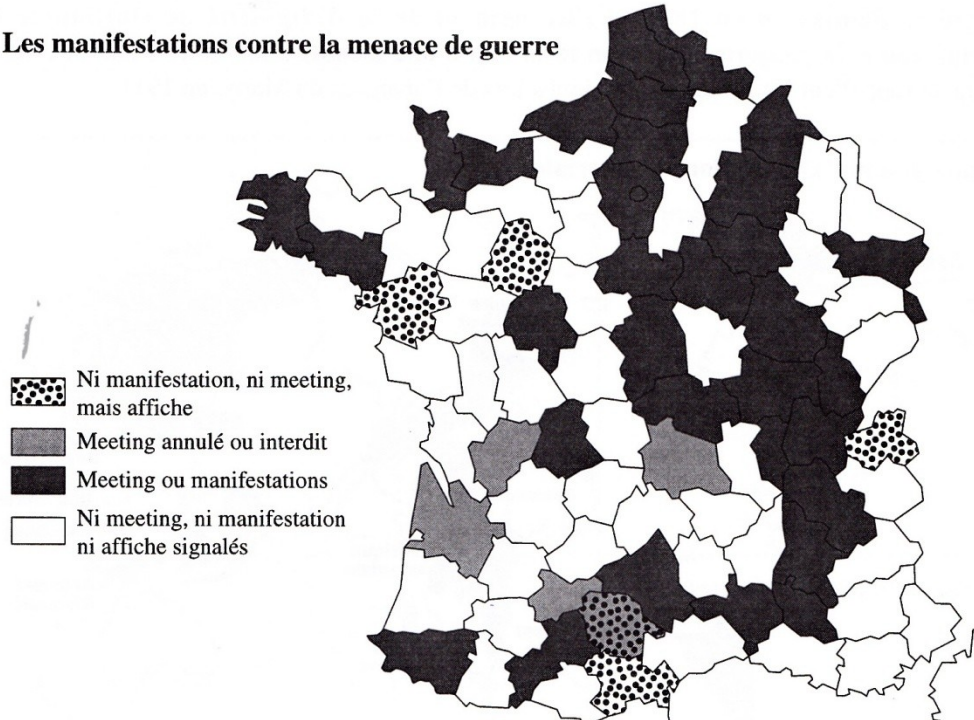 Les manifestations contre la menace de guerre
Ni manifestation, ni meeting,
mais affiche
Meeting annulé ou interdit
Meeting ou manifestations
Ni meeting, ni manifestation
ni affiche signalés